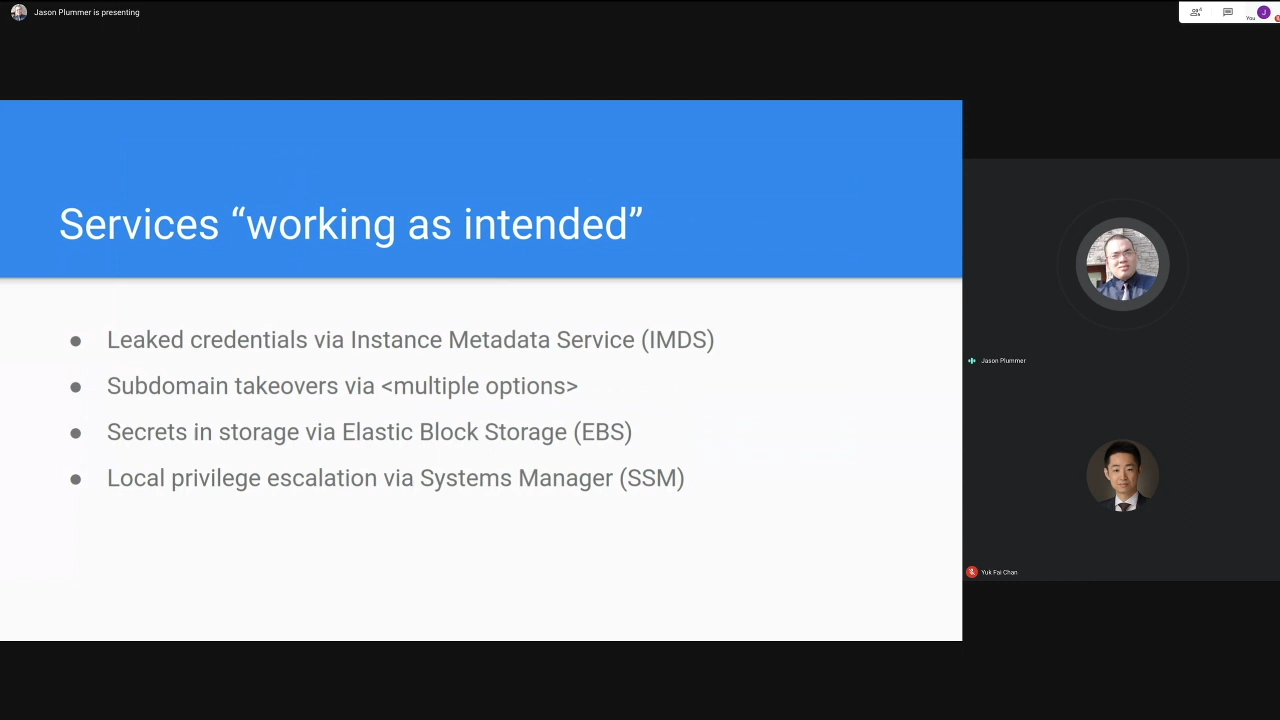 Jason Plummer is presenting
4
You
J
Services “working as intended”
● Leaked credentials via Instance Metadata Service (IMDS)
● Subdomain takeovers via <multiple options>
● Secrets in storage via Elastic Block Storage (EBS)
● Local privilege escalation via Systems Manager (SSM)
Jason Plummer
Yuk Fai Chan